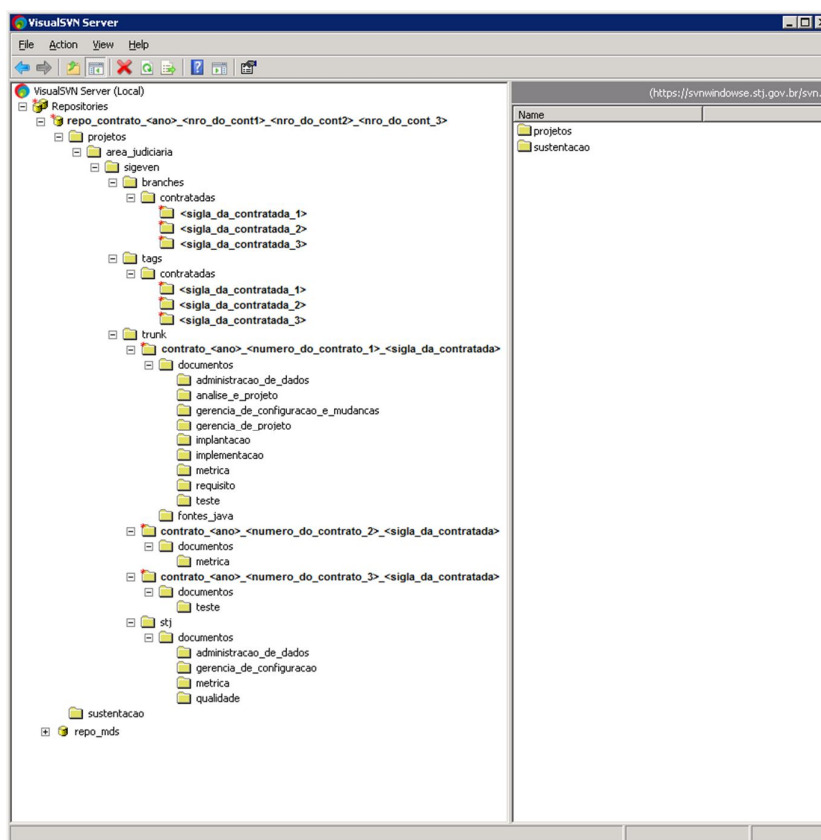 VisualSVN Server
File Action View Help
VisualSVN Server (Local)
Repositories
repo_contrato_<ano>_<nro_do_cont1>_<nro_do_cont2>_<nro_do_cont_3>
projetos
area_judiciaria
sigeven
branches
contratadas
<sigla_da_contratada_1>
<sigla_da_contratada_2>
<sigla_da_contratada_3>
tags
contratadas
<sigla_da_contratada_1>
<sigla_da_contratada_2>
<sigla_da_contratada_3>
trunk
contrato_<ano>_<numero_do_contrato_1>_<sigla_da_contratada>
documentos
administracao_de_dados
analise_e_projeto
gerencia_de_configuracao_e_mudancas
gerencia_de_projeto
implantacao
implementacao
metrica
requisito
teste
fontes_java
contrato_<ano>_<numero_do_contrato_2>_<sigla_da_contratada>
documentos
metrica
contrato_<ano>_<numero_do_contrato_3>_<sigla_da_contratada>
documentos
teste
stj
documentos
administracao_de_dados
gerencia_de_configuracao
metrica
qualidade
sustentacao
repo_mds
(https://svnwindowse.stj.gov.br/svn.
Name
projetos
sustentacao